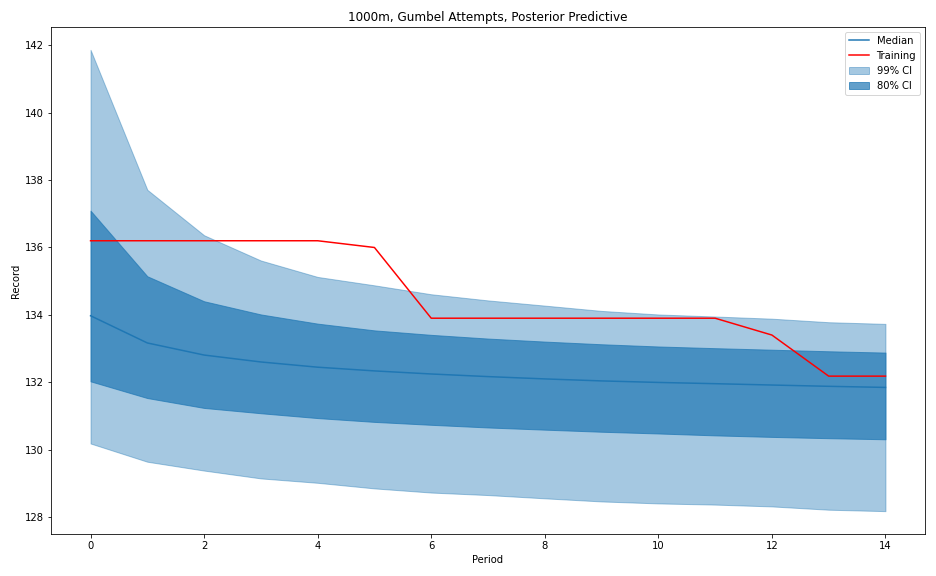 1000m, Gumbel Attempts, Posterior Predictive
Median
Training
99% CI
80% CI
Record
142
140
138
136
134
132
130
128
0 2 4 6 8 10 12 14
Period